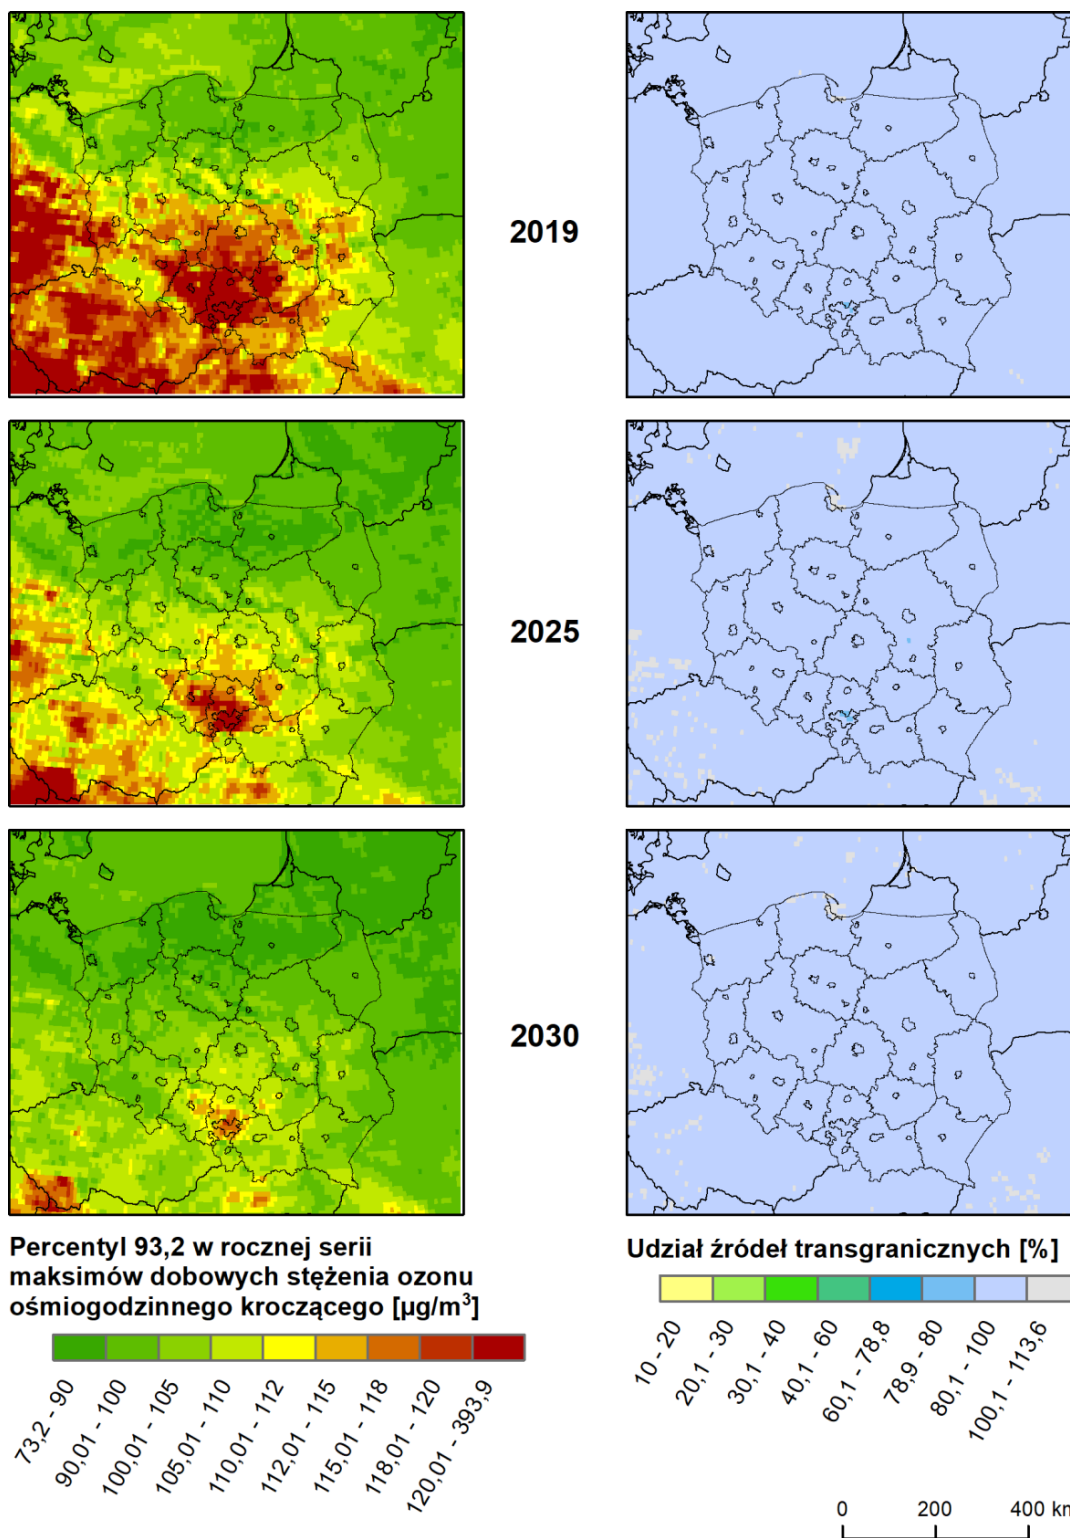 2019
2025
2030
Percentyl 93,2 w rocznej serii
maksimów dobowych stężenia ozonu
ośmiogodzinnego kroczącego [µg/m³]
73,2 - 90
90,01 - 100
100,01 - 105
105,01 - 110
110,01 - 112
112,01 - 115
115,01 - 118
118,01 - 120
120,01 - 393,9
Udział źródeł transgranicznych [%]
10 - 20
20,1 - 30
30,1 - 40
40,1 - 60
60,1 - 78,8
78,9 - 80
80,1 - 100
100,1 - 113,6
0 200 400 km